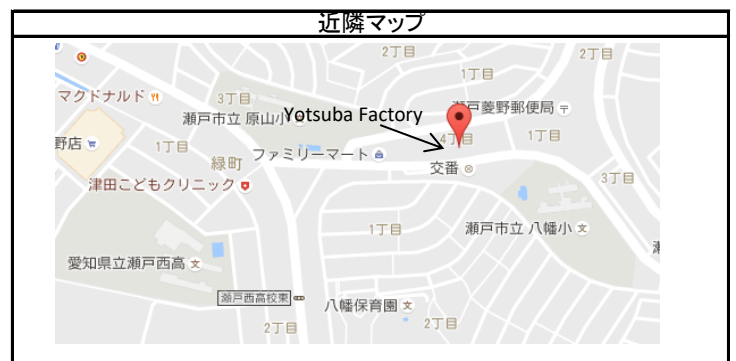 近隣マップ
2丁目
2丁目
1丁目
マクドナルド
3丁目
瀬戸市立 原山小
Yotsuba Factory
瀬戸菱野郵便局
野店
1丁目
緑町
ファミリーマート
4丁目
1丁目
交番
津田こどもクリニック
3丁目
1丁目
瀬戸市立 八幡小
愛知県立瀬戸西高
瀬戸西高校東
八幡保育園
2丁目
2丁目